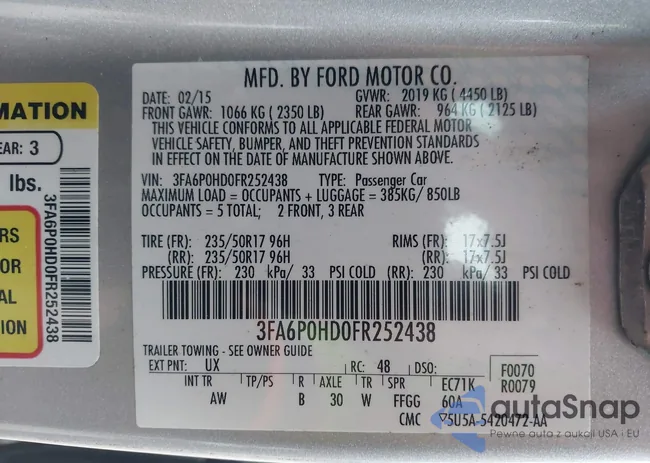 MFD. BY FORD MOTOR CO.
DATE: 02/15 GVWR: 2019 KG ( 4450 LB)
FRONT GAWR: 1066 KG ( 2350 LB) REAR GAWR: 964 KG ( 2125 LB)
THIS VEHICLE CONFORMS TO ALL APPLICABLE FEDERAL MOTOR
VEHICLE SAFETY, BUMPER, AND THEFT PREVENTION STANDARDS
IN EFFECT ON THE DATE OF MANUFACTURE SHOWN ABOVE.
VIN: 3FA6P0HD0FR252438 TYPE: Passenger Car
MAXIMUM LOAD = OCCUPANTS + LUGGAGE = 385KG/ 850LB
OCCUPANTS = 5 TOTAL; 2 FRONT, 3 REAR
TIRE (FR): 235/50R17 96H RIMS (FR): 17x7.5J
(RR): 235/50R17 96H (RR): 17x7.5J
PRESSURE (FR): 230 kPa/ 33 PSI COLD (RR): 230 kPa/ 33 PSI COLD
3FA6P0HD0FR252438
TRAILER TOWING - SEE OWNER GUIDE
EXT PNT: UX RC: 48 DSO: F0070
R0079
INT TR TP/PS R AXLE TR SPR EC71K
AW B 30 W FFGG 60A
CMC 5U5A-5420472-AA
MATION
EAR: 3
lbs.
3FA6P0HD0FR252438
RS
OR
AL
ION
autaSnap
Pewne auta z aukcji USA i EU